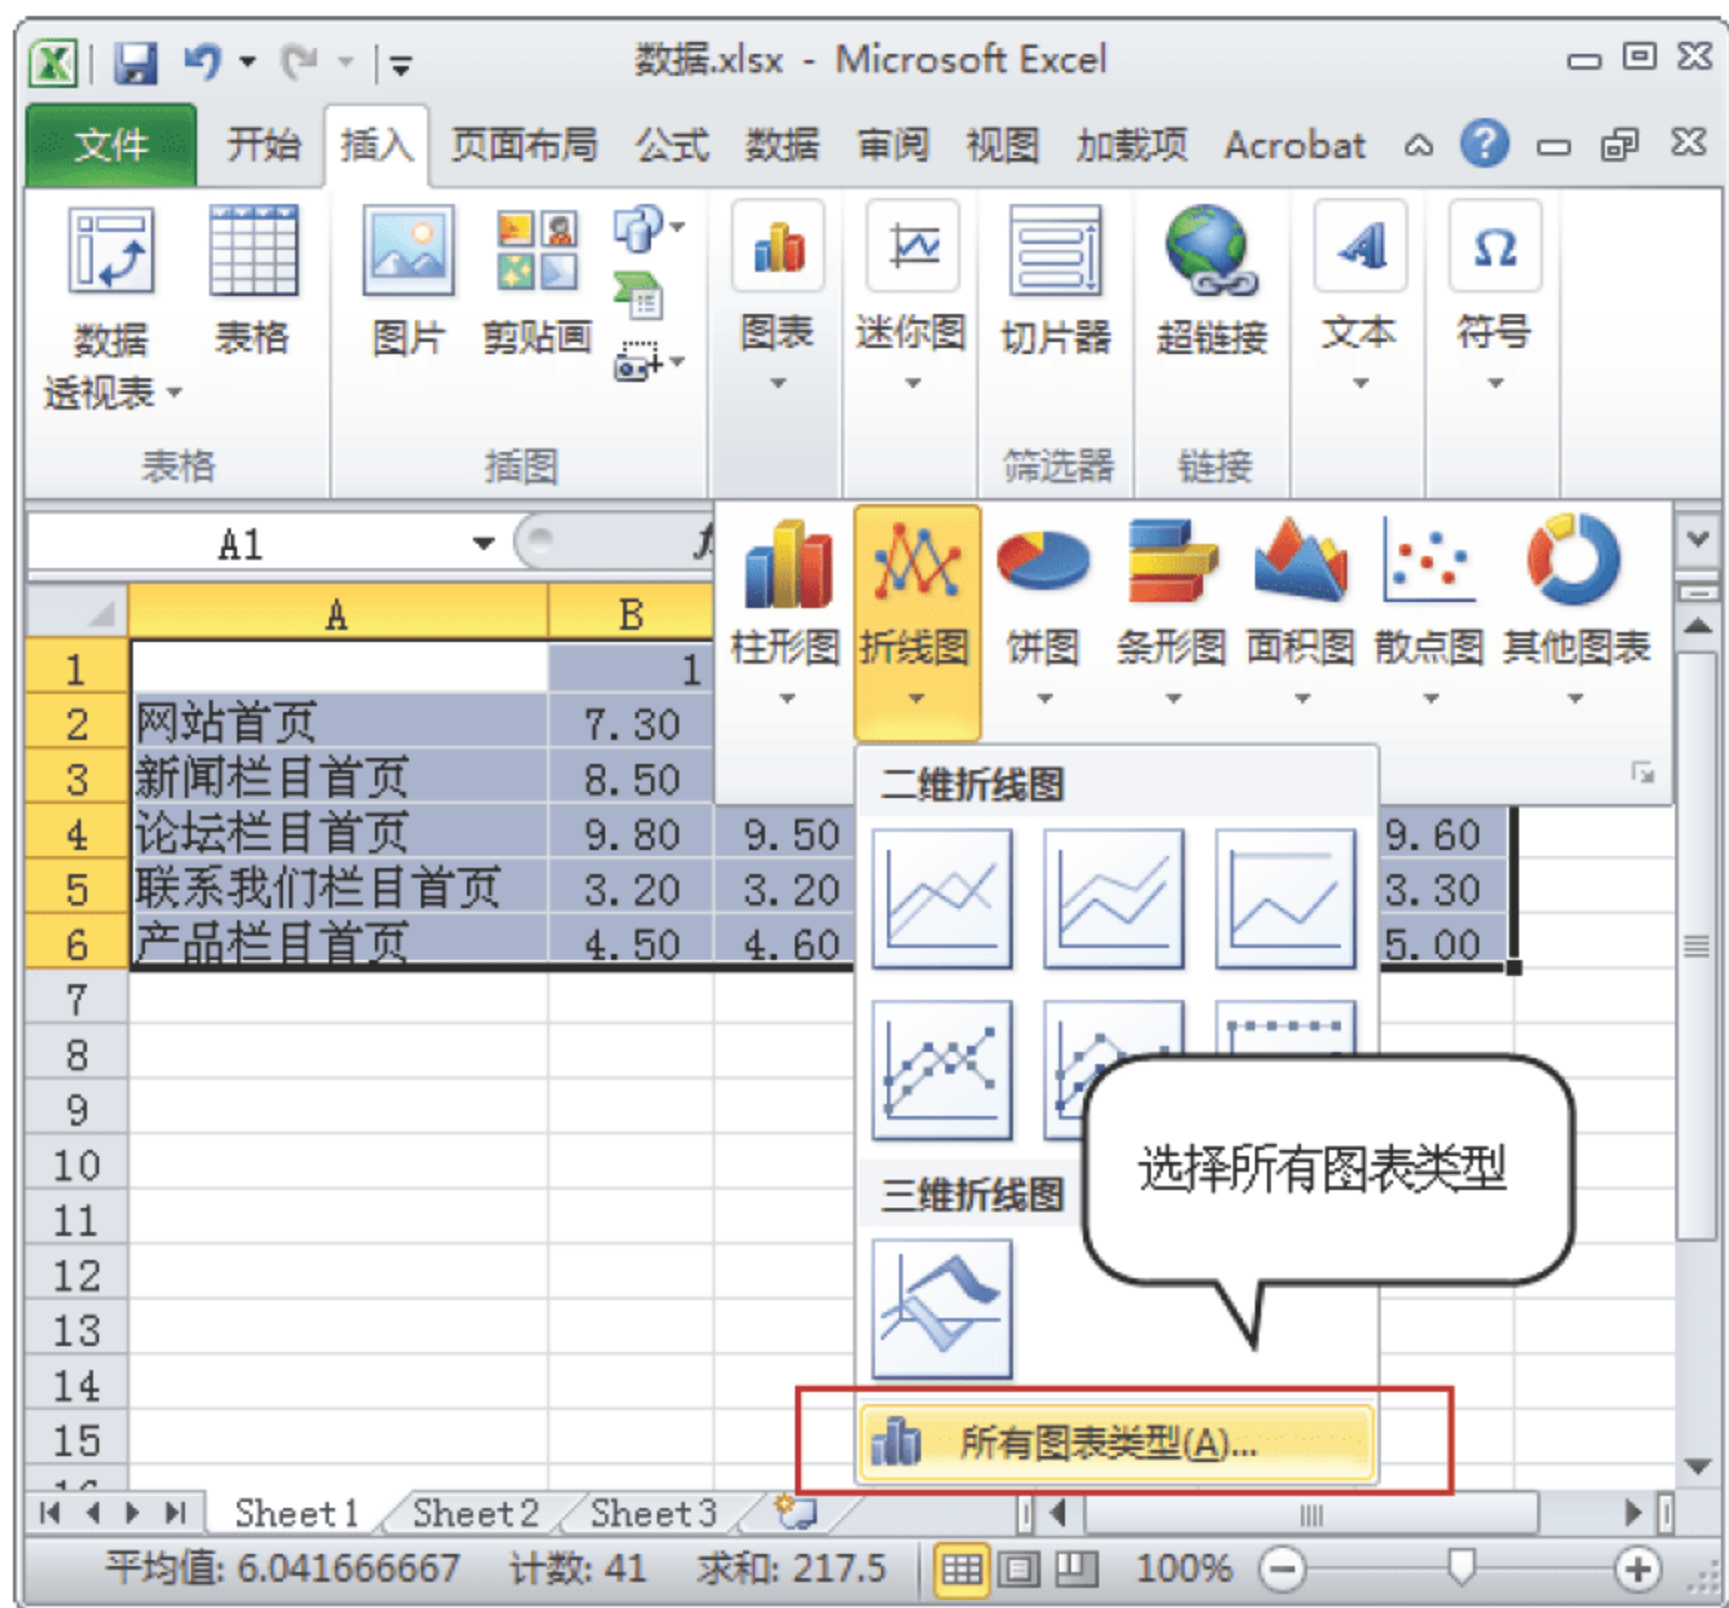 数据.xlsx - Microsoft Excel
文件 开始 插入 页面布局 公式 数据 审阅 视图 加载项 Acrobat
数据透视表 表格 图片 剪贴画 图表 迷你图 切片器 超链接 文本 符号
表格 插图 筛选器 链接
A1
柱形图 折线图 饼图 条形图 面积图 散点图 其他图表
A B
1 1
2 网站首页 7.30
3 新闻栏目首页 8.50
二维折线图
4 论坛栏目首页 9.80 9.50 9.60
5 联系我们栏目首页 3.20 3.20 3.30
6 产品栏目首页 4.50 4.60 5.00
7
8
9
10
选择所有图表类型
三维折线图
11
12
13
14
15
所有图表类型(A)...
Sheet1 Sheet2 Sheet3
平均值: 6.041666667 计数: 41 求和: 217.5 100%